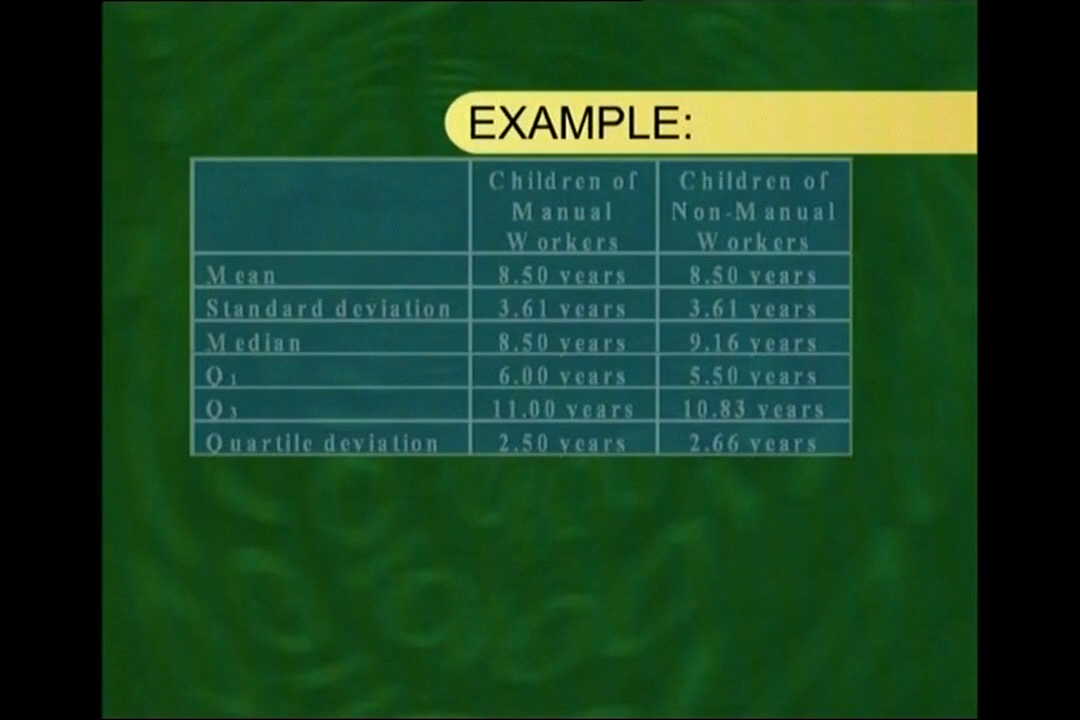 EXAMPLE:
Children of Manual Workers Children of Non-Manual Workers
Mean 8.50 years 8.50 years
Standard deviation 3.61 years 3.61 years
Median 8.50 years 9.16 years
Q1 6.00 years 5.50 years
Q3 11.00 years 10.83 years
Quartile deviation 2.50 years 2.66 years